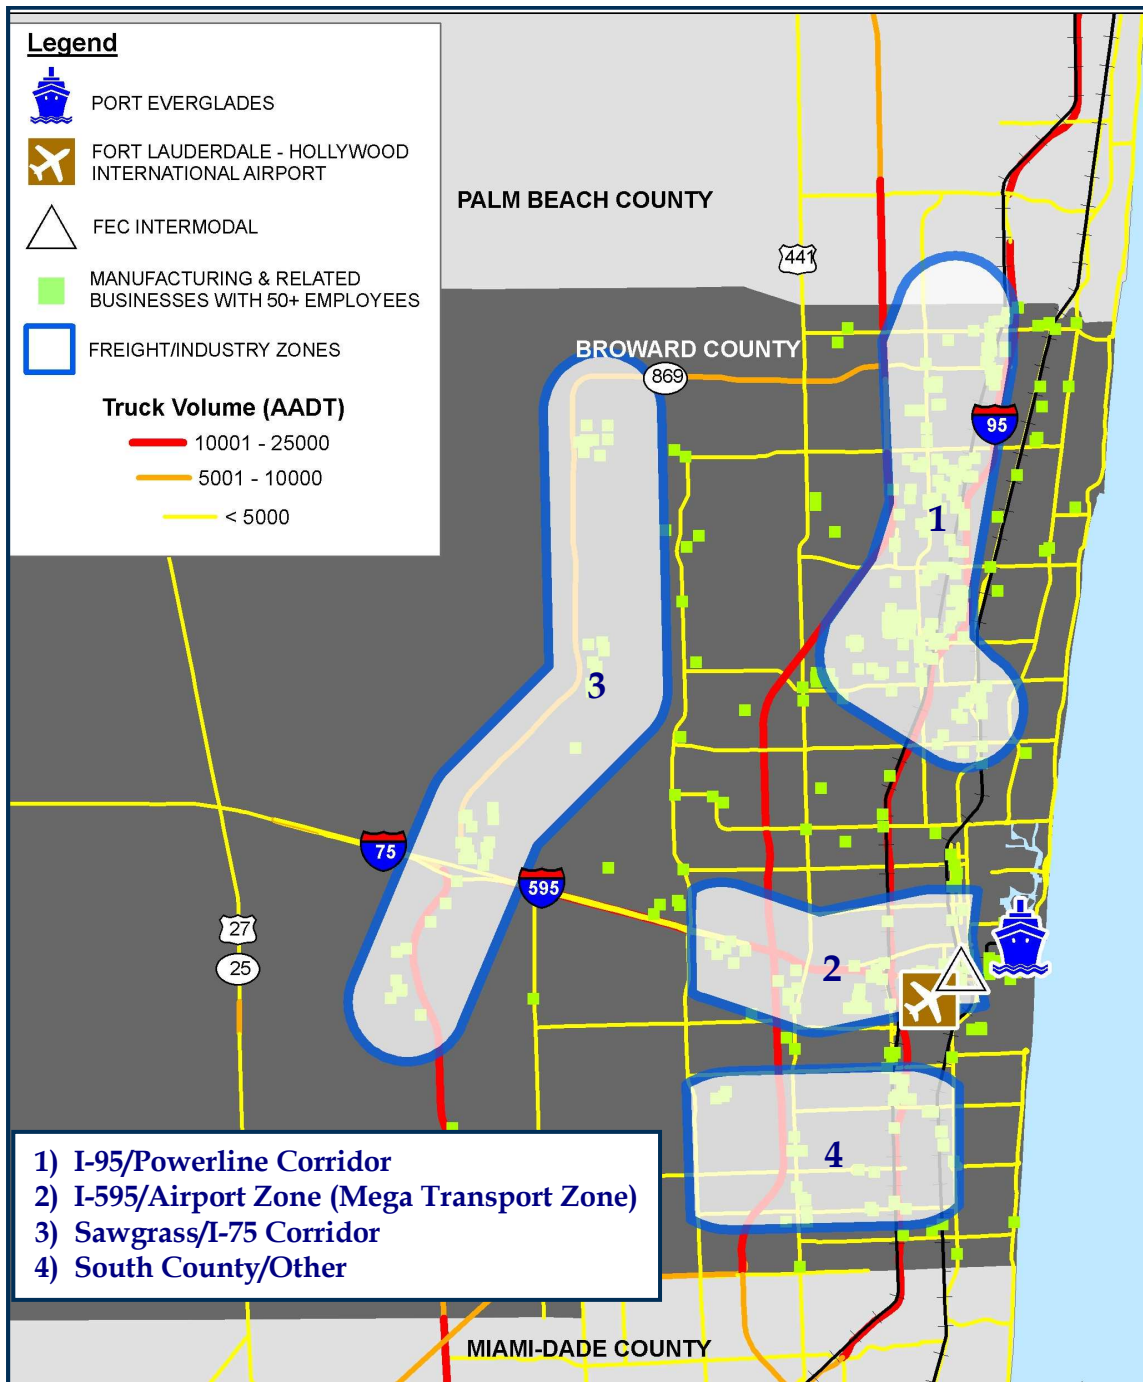 Legend
PORT EVERGLADES
FORT LAUDERDALE - HOLLYWOOD
INTERNATIONAL AIRPORT
FEC INTERMODAL
MANUFACTURING & RELATED
BUSINESSES WITH 50+ EMPLOYEES
FREIGHT/INDUSTRY ZONES
Truck Volume (AADT)
10001 - 25000
5001 - 10000
< 5000
PALM BEACH COUNTY
441
BROWARD COUNTY
869
95
1
3
75
595
27
25
2
4
1) I-95/Powerline Corridor
2) I-595/Airport Zone (Mega Transport Zone)
3) Sawgrass/I-75 Corridor
4) South County/Other
MIAMI-DADE COUNTY